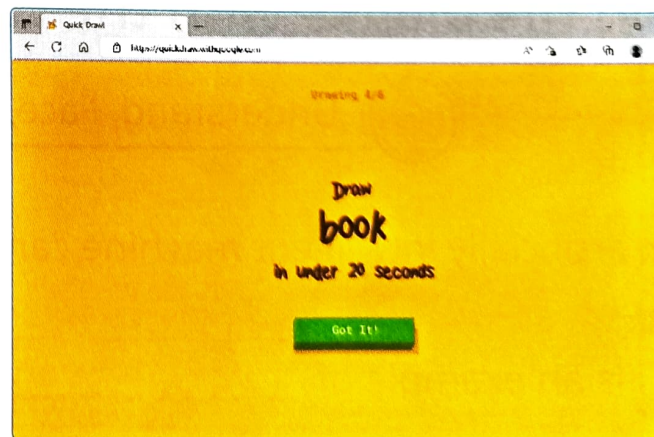 Quick, Draw!
https://quickdraw.withgoogle.com
Drawing 4/6
Draw
book
in under 20 seconds
Got It!